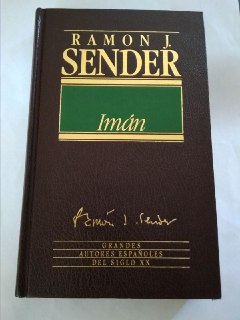 RAMON J.
SENDER
Imán
Ramón J. Sender
GRANDES
AUTORES ESPAÑOLES
DEL SIGLO XX